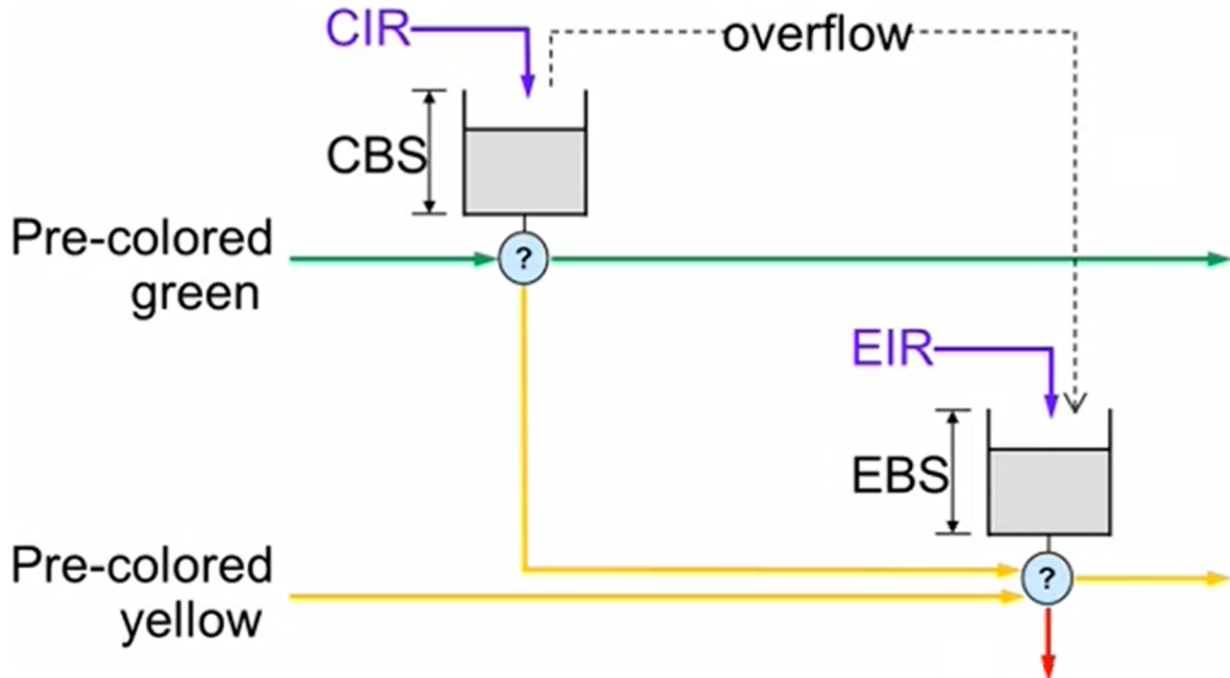 CIR
overflow
CBS
Pre-colored
green
?
EIR
EBS
Pre-colored
yellow
?